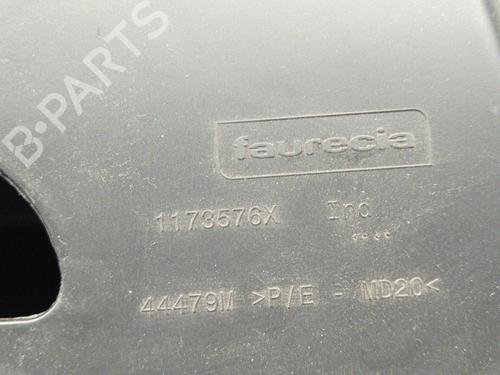 B-PARTS
faurecia
1173576X Inc
44479M >P/E - MD20<